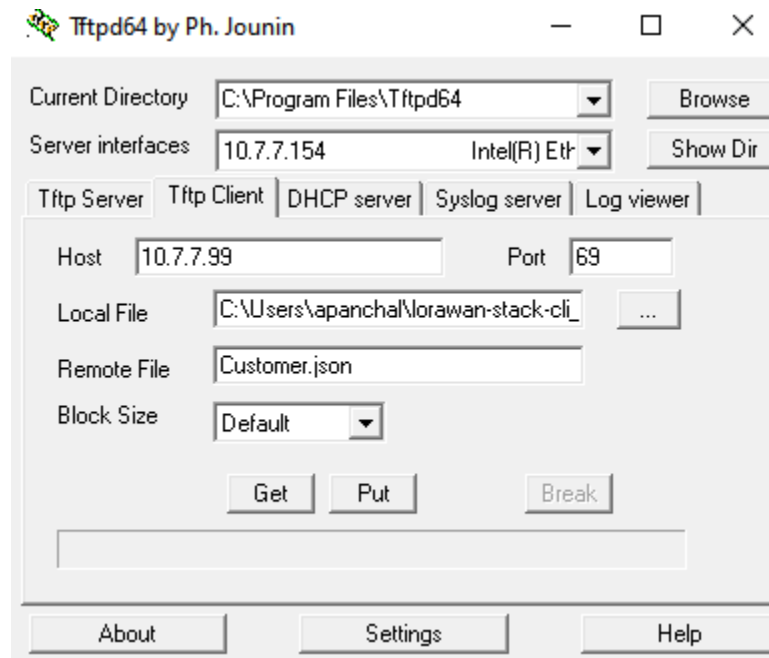 Tftpd64 by Ph. Jounin
Current Directory C:\Program Files\Tftpd64 Browse
Server interfaces 10.7.7.154 Intel(R) Eth Show Dir
Tftp Server Tftp Client DHCP server Syslog server Log viewer
Host 10.7.7.99 Port 69
Local File C:\Users\apanchal\lorawan-stack-cli_ ...
Remote File Customer.json
Block Size Default
Get Put Break
About Settings Help